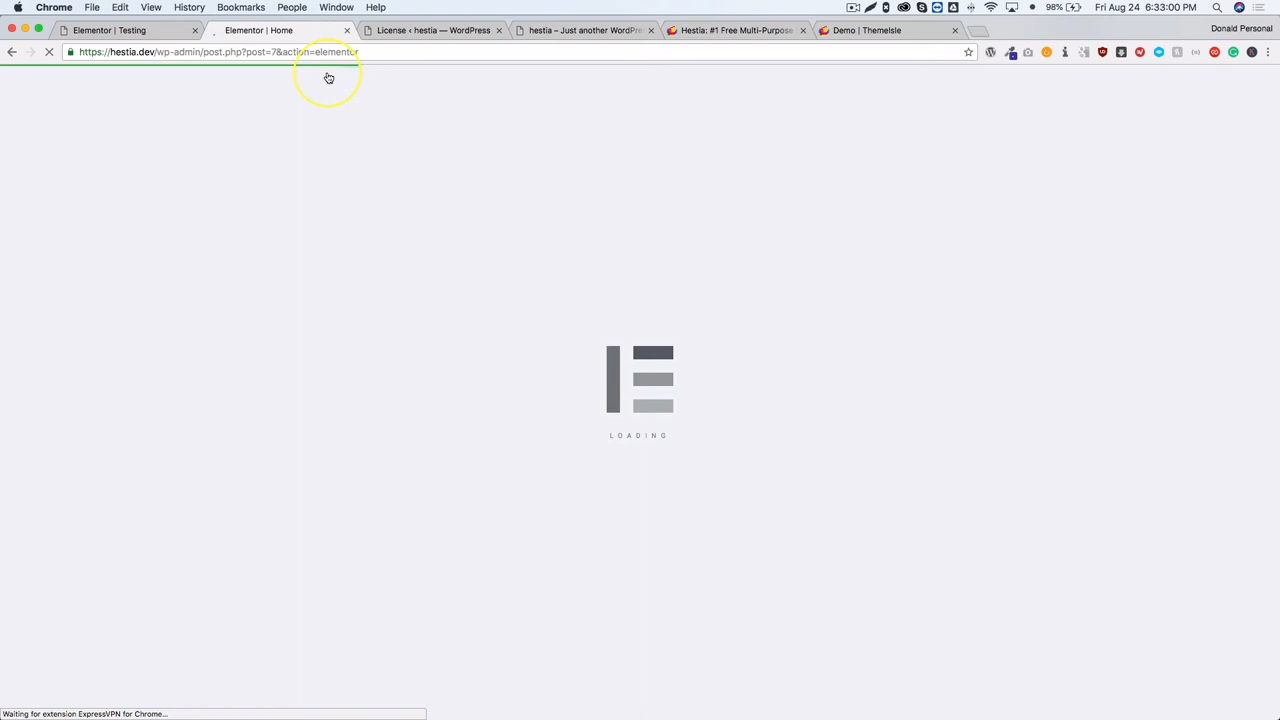 Chrome File Edit View History Bookmarks People Window Help 98% Fri Aug 24 6:33:00 PM
Elementor | Testing Elementor | Home License ‹ hestia — WordPress hestia – Just another WordPre Hestia: #1 Free Multi-Purpose Demo | ThemeIsle Donald Personal
https://hestia.dev/wp-admin/post.php?post=7&action=elementor
LOADING
Waiting for extension ExpressVPN for Chrome...